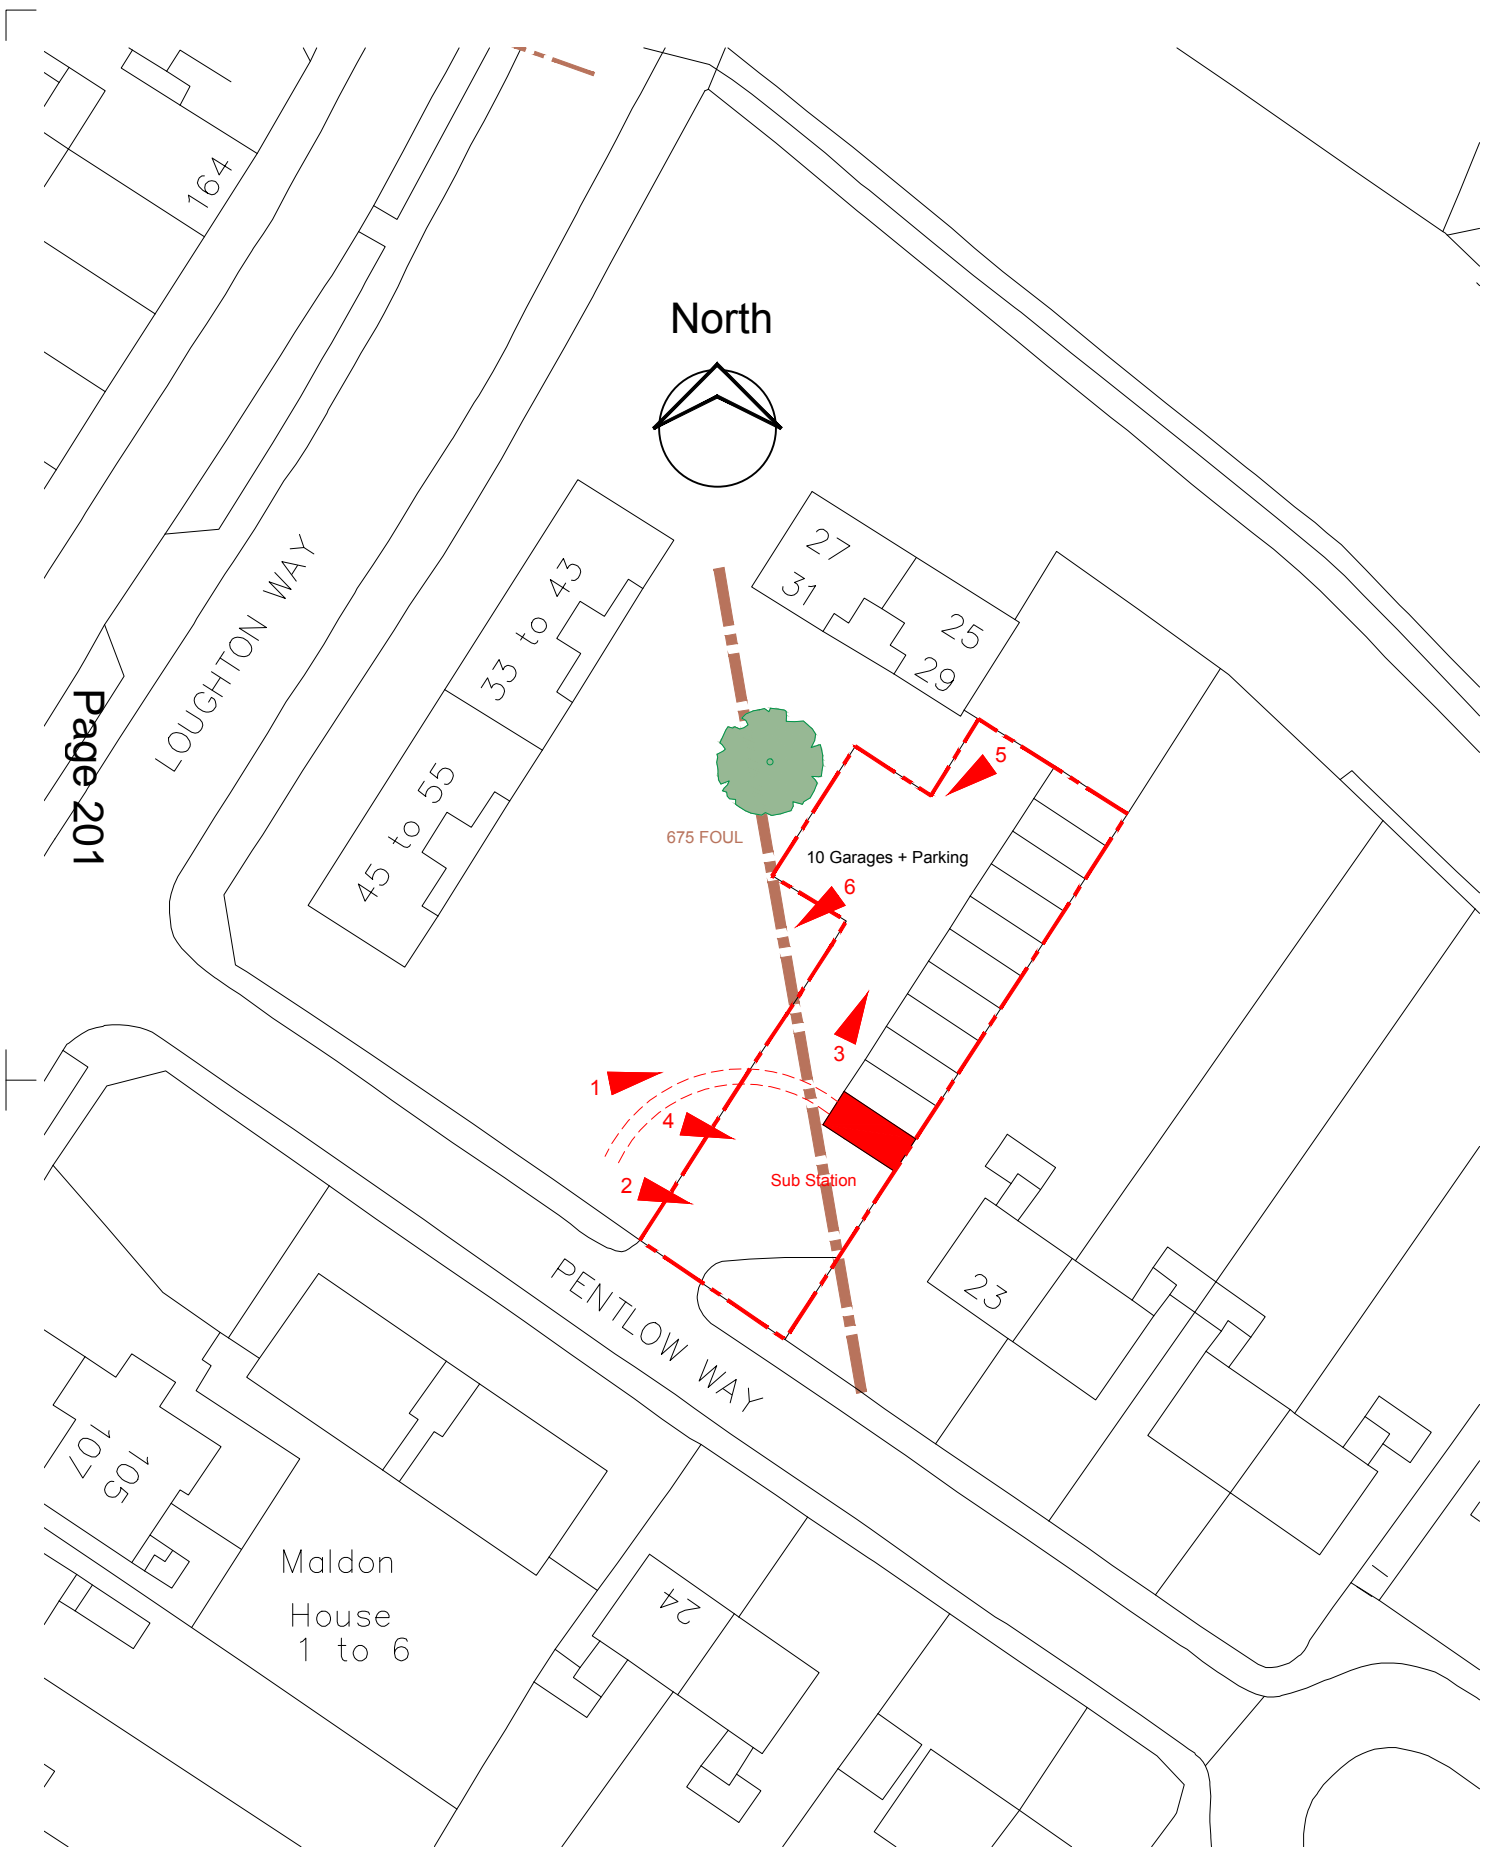 164
North
LOUGHTON WAY
33 to 43
45 to 55
27
31
25
29
Page 201
675 FOUL
10 Garages + Parking
5
6
3
1
4
2
Sub Station
23
PENTLOW WAY
105
107
Maldon
House
1 to 6
24